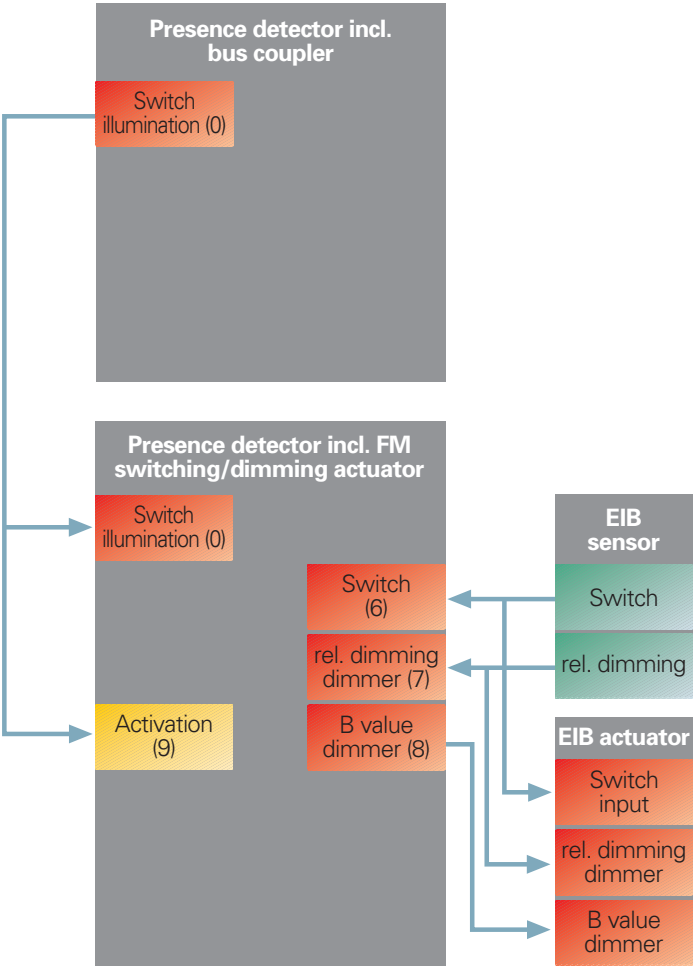 Presence detector incl.
bus coupler
Switch
illumination (0)
Presence detector incl. FM
switching/dimming actuator
Switch
illumination (0)
Switch
(6)
rel. dimming
dimmer (7)
Activation
(9)
B value
dimmer (8)
EIB
sensor
Switch
rel. dimming
EIB actuator
Switch
input
rel. dimming
dimmer
B value
dimmer